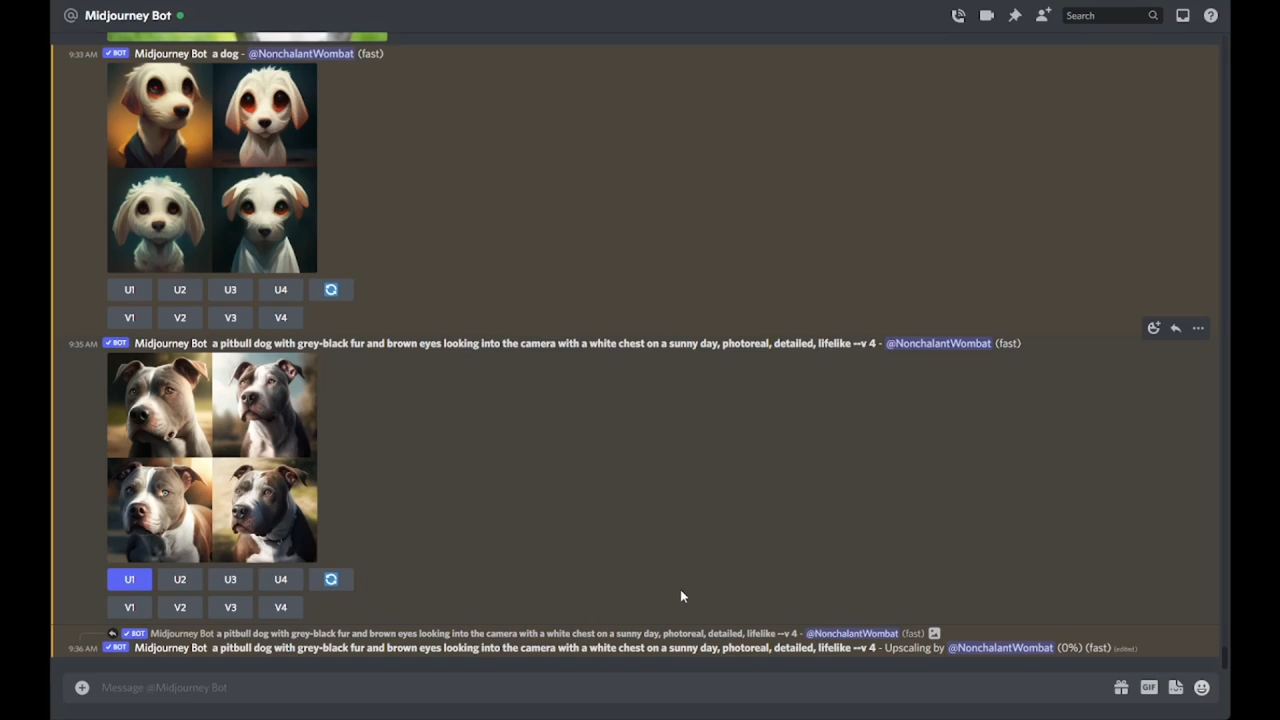 @ Midjourney Bot
Search
9:33 AM ✓ BOT Midjourney Bot a dog - @NonchalantWombat (fast)
U1 U2 U3 U4
V1 V2 V3 V4
9:35 AM ✓ BOT Midjourney Bot a pitbull dog with grey-black fur and brown eyes looking into the camera with a white chest on a sunny day, photoreal, detailed, lifelike --v 4 - @NonchalantWombat (fast)
U1 U2 U3 U4
V1 V2 V3 V4
✓ BOT Midjourney Bot a pitbull dog with grey-black fur and brown eyes looking into the camera with a white chest on a sunny day, photoreal, detailed, lifelike --v 4 - @NonchalantWombat (fast)
9:36 AM ✓ BOT Midjourney Bot a pitbull dog with grey-black fur and brown eyes looking into the camera with a white chest on a sunny day, photoreal, detailed, lifelike --v 4 - Upscaling by @NonchalantWombat (0%) (fast) (edited)
Message @Midjourney Bot
GIF